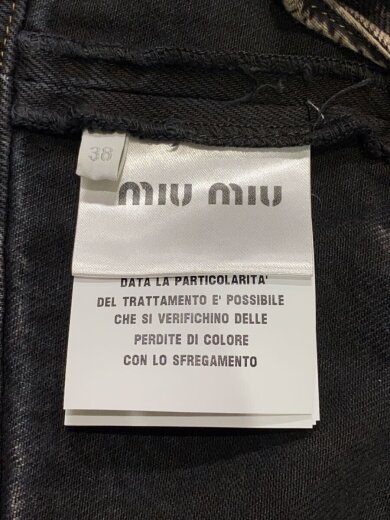 38
miu miu
DATA LA PARTICOLARITA'
DEL TRATTAMENTO E' POSSIBILE
CHE SI VERIFICHINO DELLE
PERDITE DI COLORE
CON LO SFREGAMENTO